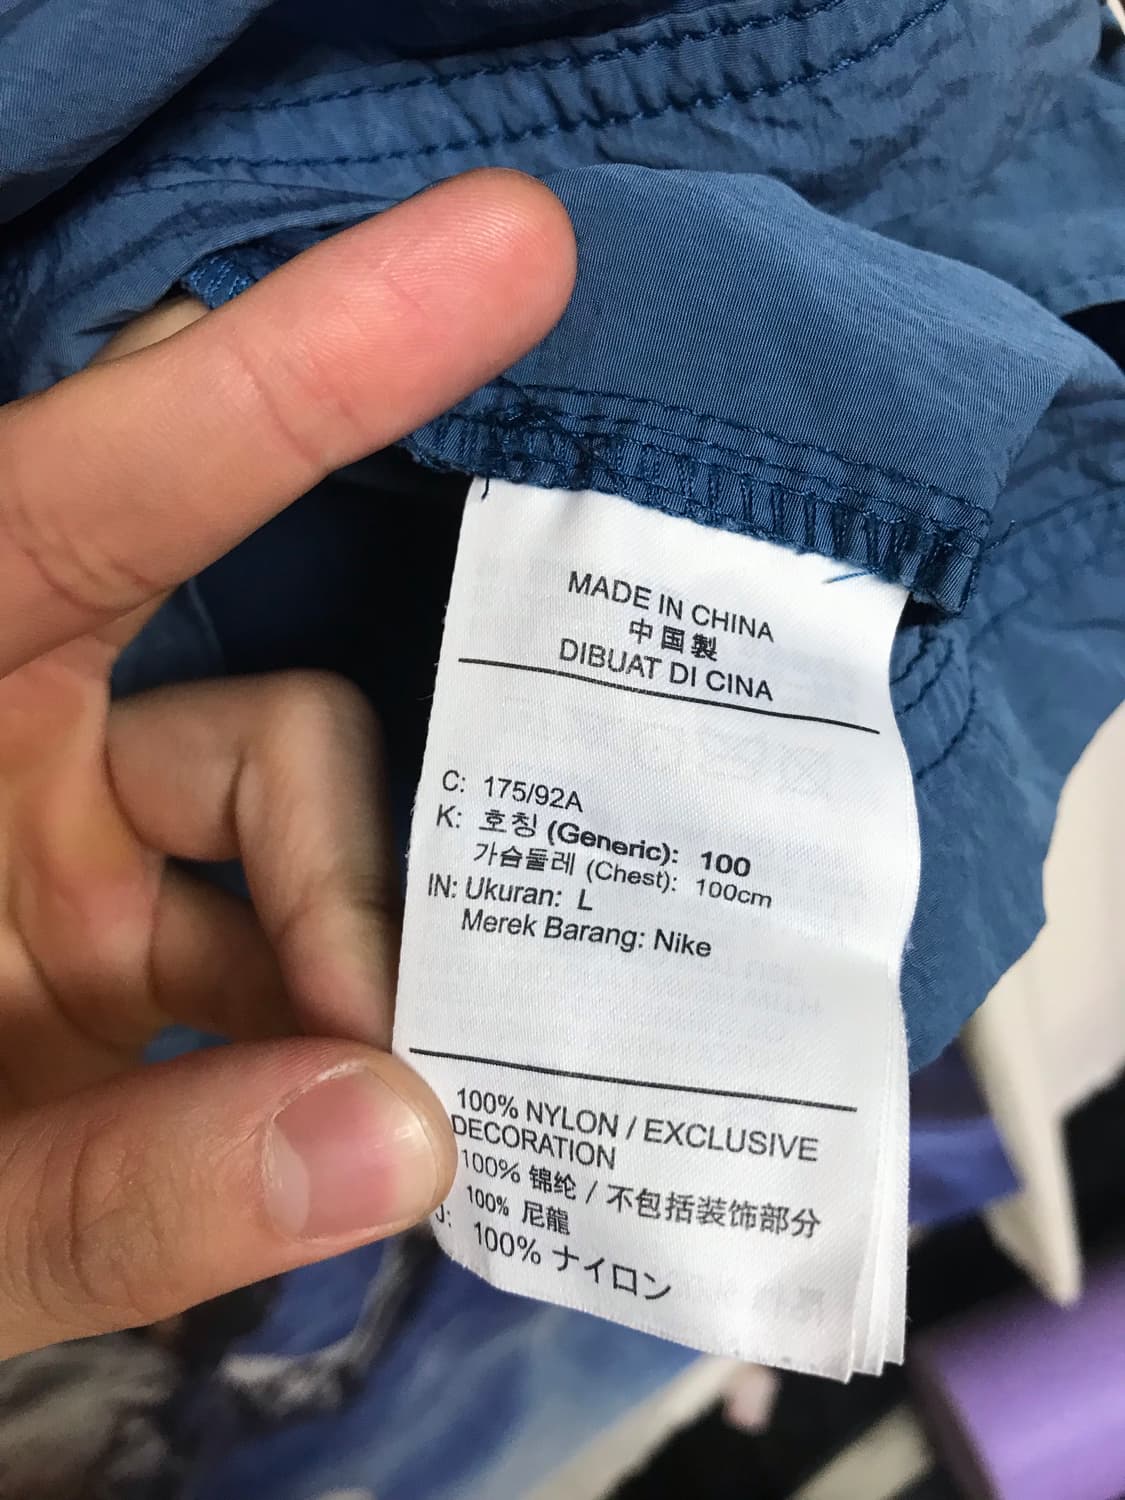 MADE IN CHINA
中国製
DIBUAT DI CINA
C: 175/92A
K: 호칭 (Generic): 100
가슴둘레 (Chest): 100cm
IN: Ukuran: L
Merek Barang: Nike
100% NYLON / EXCLUSIVE
DECORATION
100% 锦纶 / 不包括装饰部分
100% 尼龍
J: 100% ナイロン